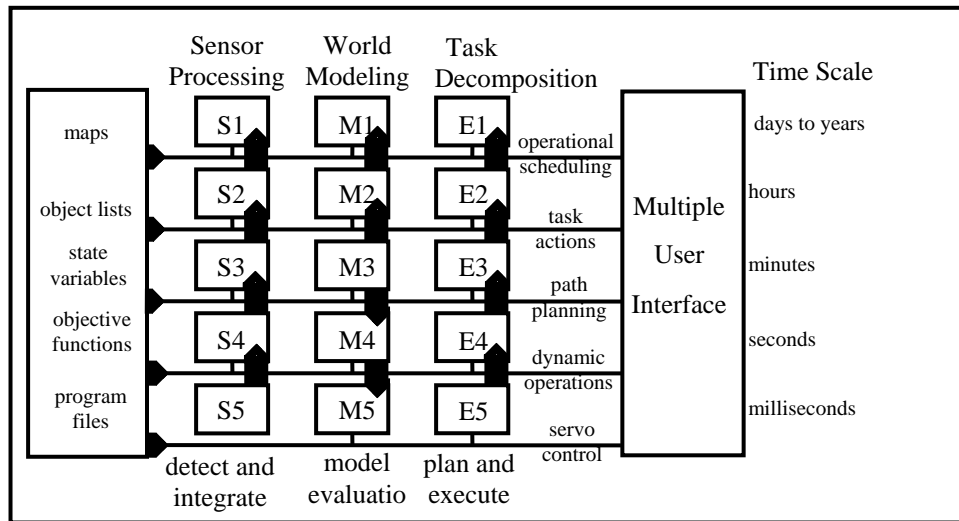 Sensor
Processing
World
Modeling
Task
Decomposition
Time Scale
maps
object lists
state
variables
objective
functions
program
files
S1
M1
E1
operational
scheduling
S2
M2
E2
task
actions
S3
M3
E3
path
planning
S4
M4
E4
dynamic
operations
S5
M5
E5
servo
control
Multiple
User
Interface
days to years
hours
minutes
seconds
milliseconds
detect and
integrate
model
evaluatio
plan and
execute